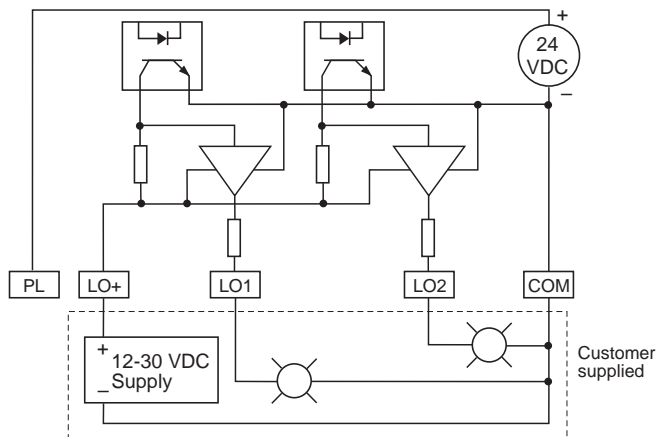 +
24
VDC
–
PL
LO+
LO1
LO2
COM
+
12-30 VDC
– Supply
Customer
supplied